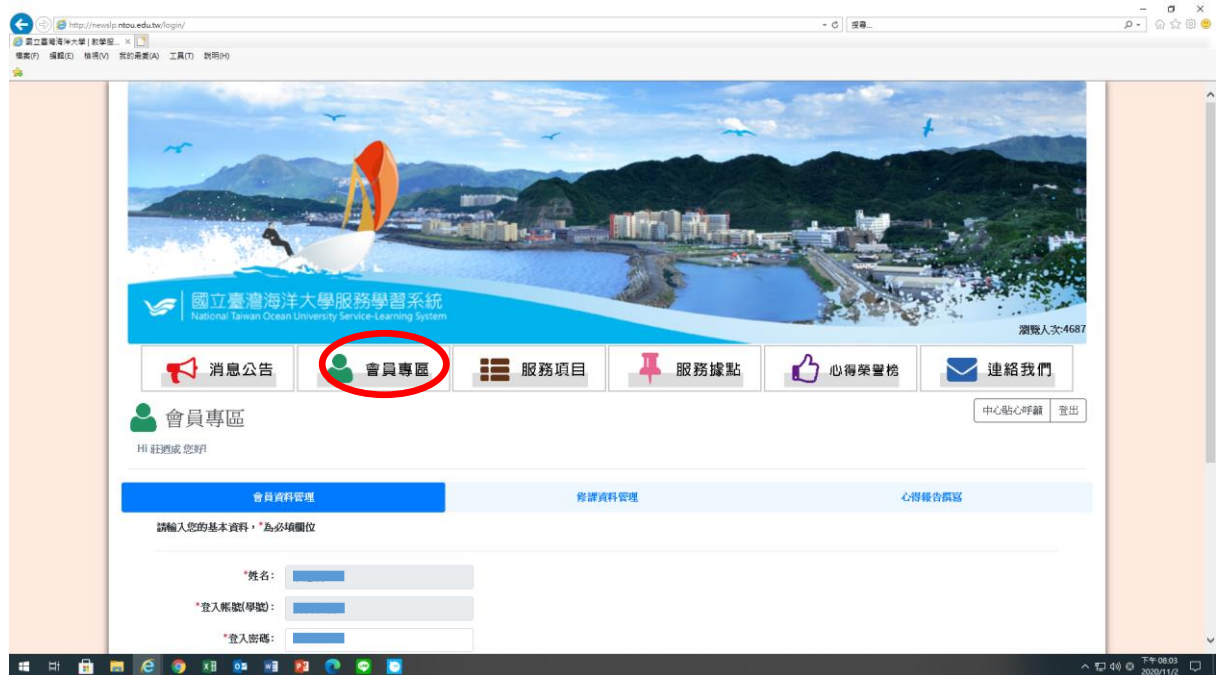 http://newslp.ntou.edu.tw/login/
搜尋...
國立臺灣海洋大學 | 教學服...
檔案(F) 編輯(E) 檢視(V) 我的最愛(A) 工具(T) 說明(H)
國立臺灣海洋大學服務學習系統
National Taiwan Ocean University Service-Learning System
瀏覽人次:4687
消息公告 會員專區 服務項目 服務據點 心得榮譽榜 連絡我們
會員專區
中心貼心呼籲 登出
Hi 您好!
會員資料管理 修課資料管理 心得報告撰寫
請輸入您的基本資料，*為必填欄位
*姓名：
*登入帳號(學號)：
*登入密碼：
下午 08:03
2020/11/2